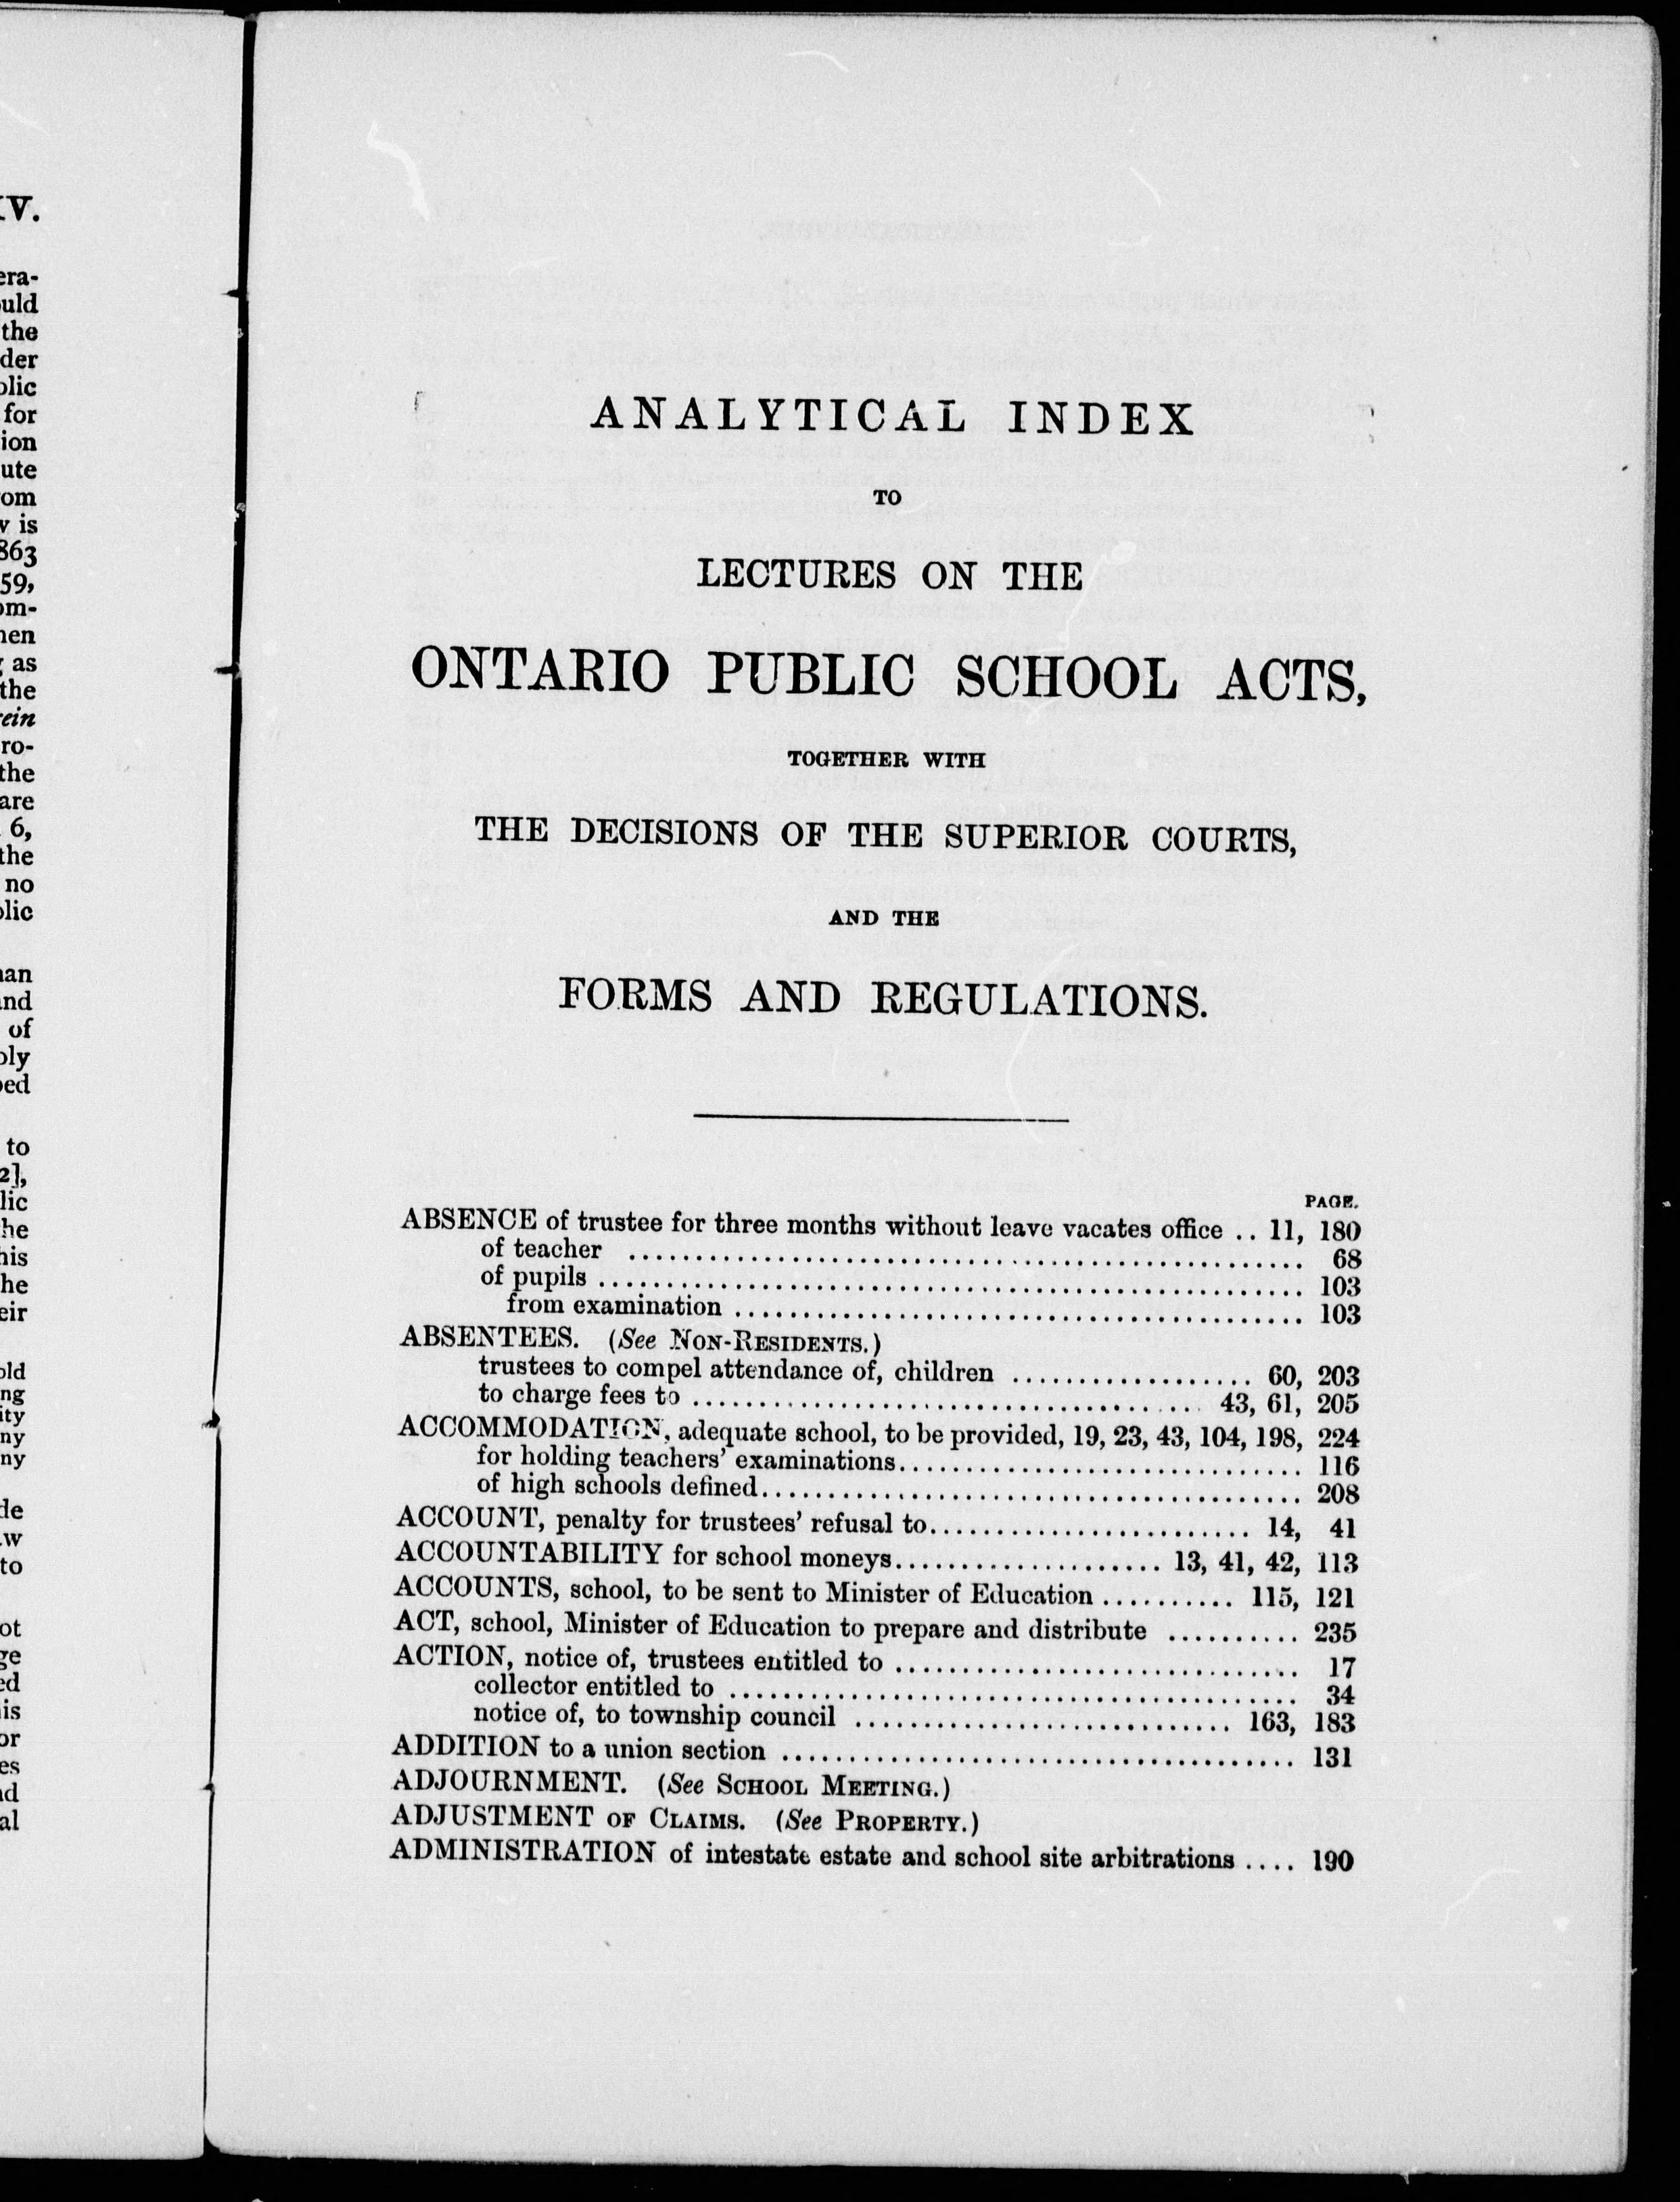 ANALYTICAL INDEX
TO
LECTURES ON THE
ONTARIO PUBLIC SCHOOL ACTS,
TOGETHER WITH
THE DECISIONS OF THE SUPERIOR COURTS,
AND THE
FORMS AND REGULATIONS.
PAGE.
ABSENCE of trustee for three months without leave vacates office .. 11, 180
of teacher .................................................. 68
of pupils .................................................... 103
from examination .......................................... 103
ABSENTEES. (See NON-RESIDENTS.)
trustees to compel attendance of, children .................. 60, 203
to charge fees to ...................................... 43, 61, 205
ACCOMMODATION, adequate school, to be provided, 19, 23, 43, 104, 198, 224
for holding teachers' examinations.............................. 116
of high schools defined........................................ 208
ACCOUNT, penalty for trustees' refusal to........................ 14, 41
ACCOUNTABILITY for school moneys.................... 13, 41, 42, 113
ACCOUNTS, school, to be sent to Minister of Education .......... 115, 121
ACT, school, Minister of Education to prepare and distribute .......... 235
ACTION, notice of, trustees entitled to .............................. 17
collector entitled to .......................................... 34
notice of, to township council ............................ 163, 183
ADDITION to a union section ...................................... 131
ADJOURNMENT. (See SCHOOL MEETING.)
ADJUSTMENT OF CLAIMS. (See PROPERTY.)
ADMINISTRATION of intestate estate and school site arbitrations .... 190